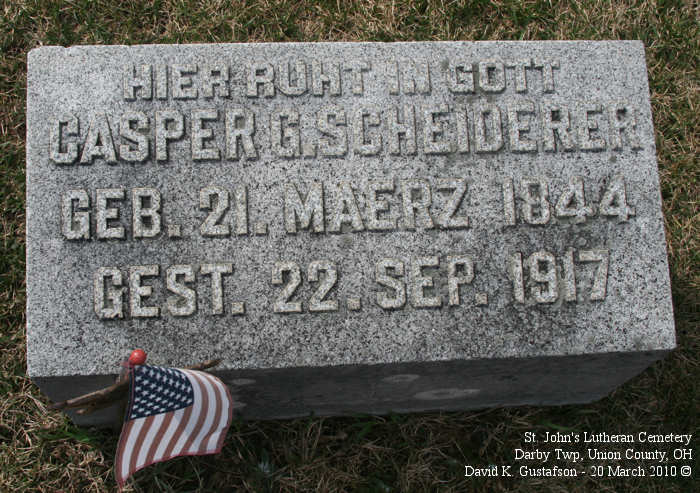 HIER RUHT IN GOTT
CASPER G. SCHEIDERER
GEB. 21. MAERZ 1844
GEST. 22. SEP. 1917
St. John's Lutheran Cemetery
Darby Twp, Union County, OH
David K. Gustafson - 20 March 2010 ©